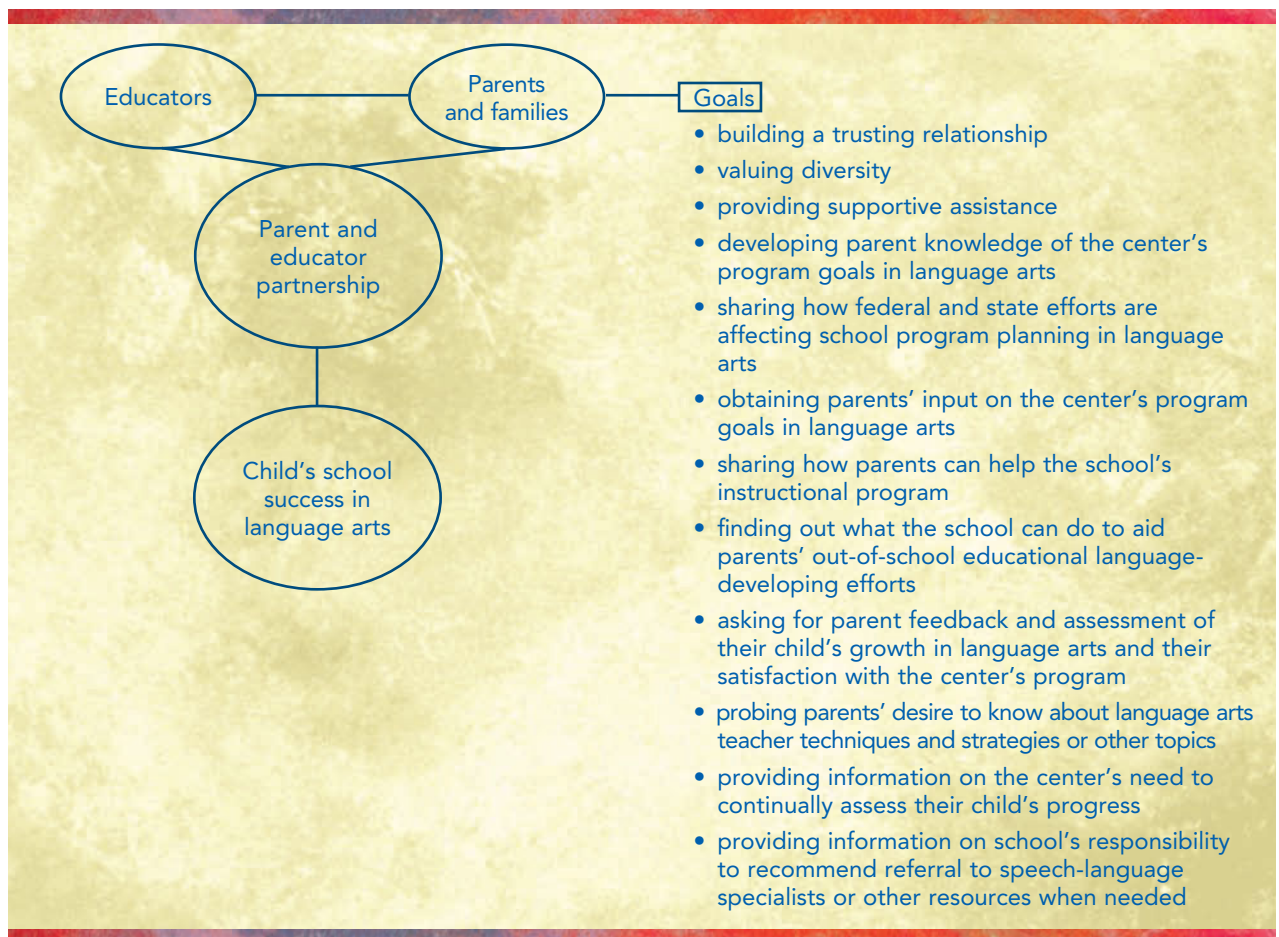 Educators
Parents
and families
Parent and
educator
partnership
Child's school
success in
language arts
Goals
• building a trusting relationship
• valuing diversity
• providing supportive assistance
• developing parent knowledge of the center's
program goals in language arts
• sharing how federal and state efforts are
affecting school program planning in language
arts
• obtaining parents' input on the center's program
goals in language arts
• sharing how parents can help the school's
instructional program
• finding out what the school can do to aid
parents' out-of-school educational language-
developing efforts
• asking for parent feedback and assessment of
their child's growth in language arts and their
satisfaction with the center's program
• probing parents' desire to know about language arts
teacher techniques and strategies or other topics
• providing information on the center's need to
continually assess their child's progress
• providing information on school's responsibility
to recommend referral to speech-language
specialists or other resources when needed